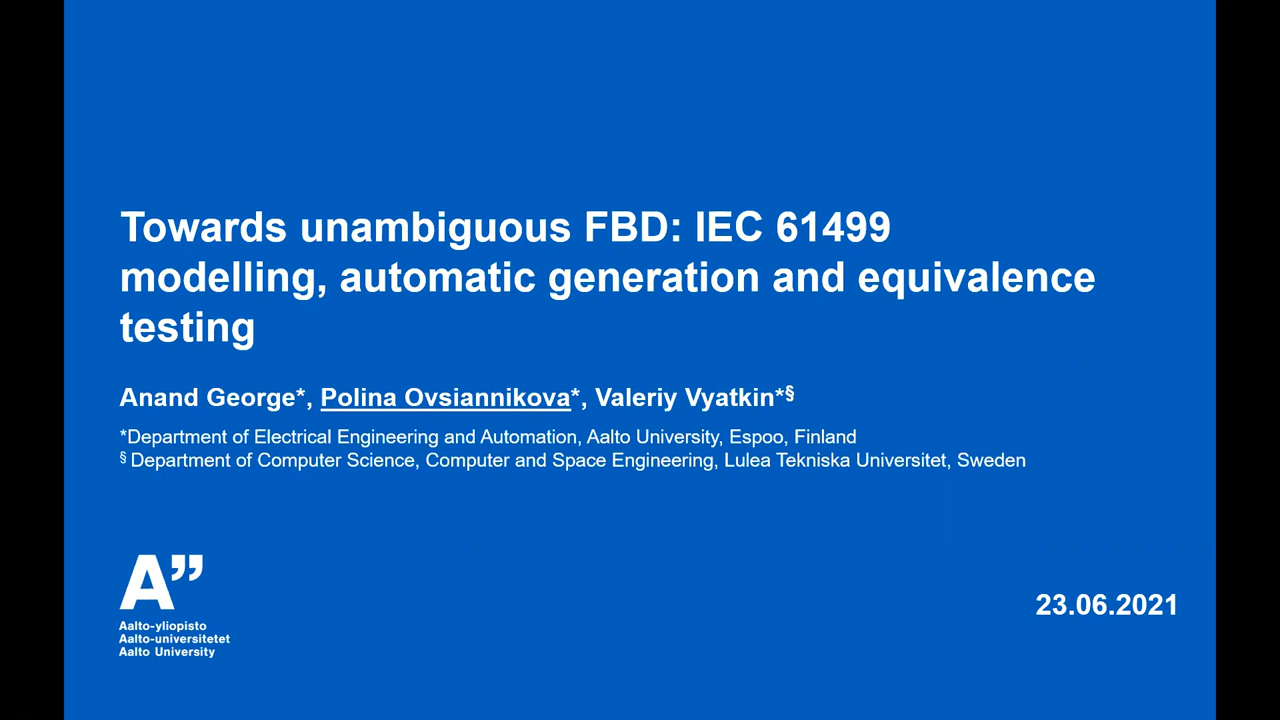 Towards unambiguous FBD: IEC 61499
modelling, automatic generation and equivalence
testing
Anand George*, Polina Ovsiannikova*, Valeriy Vyatkin*§
*Department of Electrical Engineering and Automation, Aalto University, Espoo, Finland
§ Department of Computer Science, Computer and Space Engineering, Lulea Tekniska Universitet, Sweden
A”
Aalto-yliopisto
Aalto-universitetet
Aalto University
23.06.2021